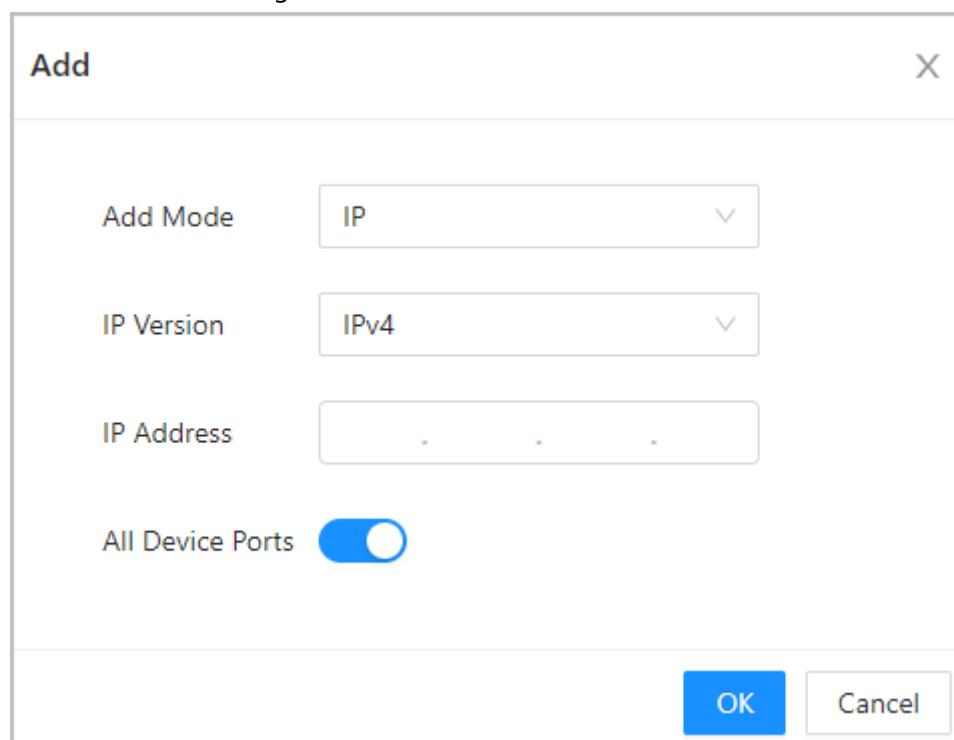 Add
Add Mode IP
IP Version IPv4
IP Address . . .
All Device Ports
OK Cancel